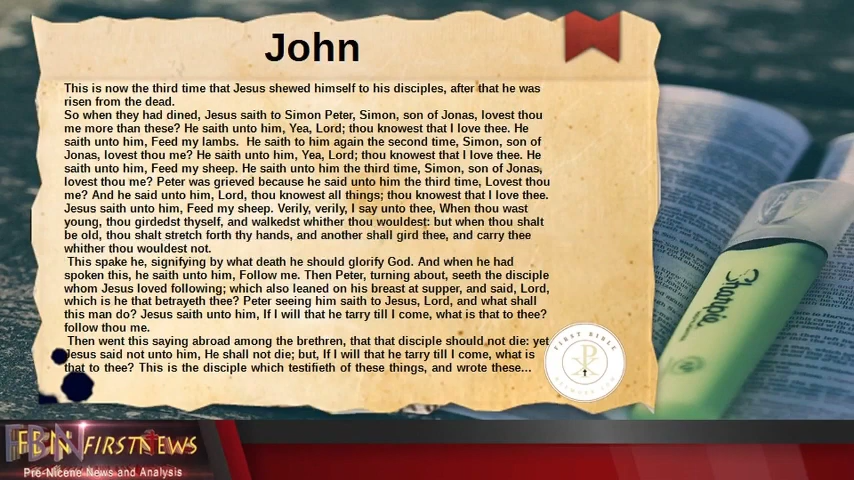 John
This is now the third time that Jesus shewed himself to his disciples, after that he was
risen from the dead.
So when they had dined, Jesus saith to Simon Peter, Simon, son of Jonas, lovest thou
me more than these? He saith unto him, Yea, Lord; thou knowest that I love thee. He
saith unto him, Feed my lambs.  He saith to him again the second time, Simon, son of
Jonas, lovest thou me? He saith unto him, Yea, Lord; thou knowest that I love thee. He
saith unto him, Feed my sheep. He saith unto him the third time, Simon, son of Jonas,
lovest thou me? Peter was grieved because he said unto him the third time, Lovest thou
me? And he said unto him, Lord, thou knowest all things; thou knowest that I love thee.
Jesus saith unto him, Feed my sheep. Verily, verily, I say unto thee, When thou wast
young, thou girdedst thyself, and walkedst whither thou wouldest: but when thou shalt
be old, thou shalt stretch forth thy hands, and another shall gird thee, and carry thee
whither thou wouldest not.
This spake he, signifying by what death he should glorify God. And when he had
spoken this, he saith unto him, Follow me. Then Peter, turning about, seeth the disciple
whom Jesus loved following; which also leaned on his breast at supper, and said, Lord,
which is he that betrayeth thee? Peter seeing him saith to Jesus, Lord, and what shall
this man do? Jesus saith unto him, If I will that he tarry till I come, what is that to thee?
follow thou me.
Then went this saying abroad among the brethren, that that disciple should not die: yet
Jesus said not unto him, He shall not die; but, If I will that he tarry till I come, what is
that to thee? This is the disciple which testifieth of these things, and wrote these...
FIRST BIBLE
Sharpie
FBN FIRSTNEWS
Pre-Nicene News and Analysis